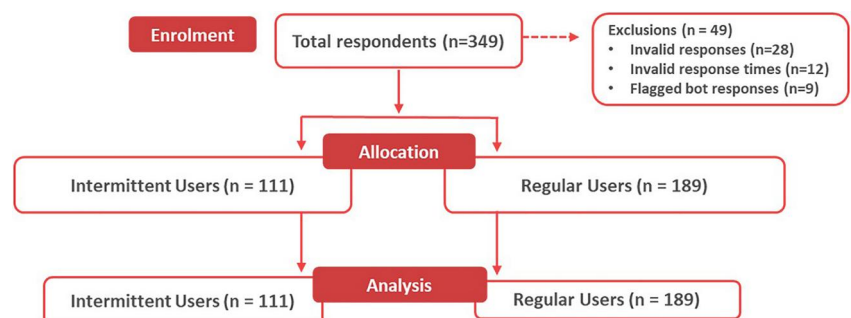 Enrolment
Total respondents (n=349)
Exclusions (n = 49)
• Invalid responses (n=28)
• Invalid response times (n=12)
• Flagged bot responses (n=9)
Allocation
Intermittent Users (n = 111)
Regular Users (n = 189)
Analysis
Intermittent Users (n = 111)
Regular Users (n = 189)